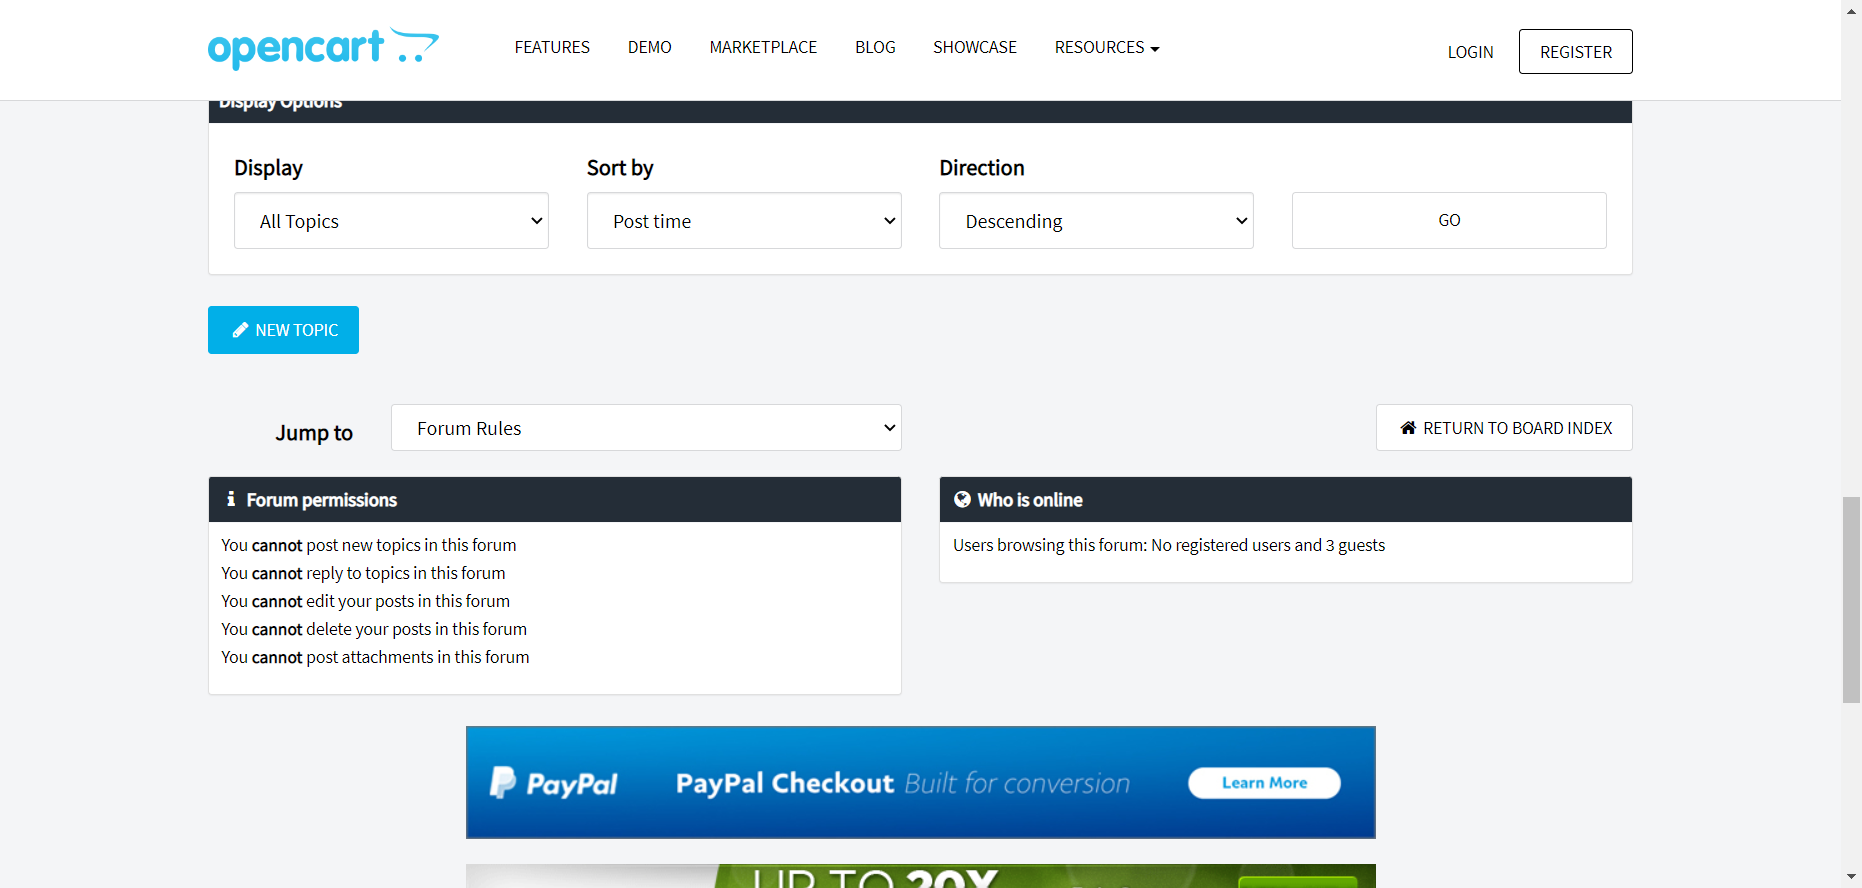 opencart
FEATURES DEMO MARKETPLACE BLOG SHOWCASE RESOURCES
LOGIN REGISTER
Display Options
Display Sort by Direction
All Topics Post time Descending GO
NEW TOPIC
Jump to Forum Rules RETURN TO BOARD INDEX
Forum permissions
You cannot post new topics in this forum
You cannot reply to topics in this forum
You cannot edit your posts in this forum
You cannot delete your posts in this forum
You cannot post attachments in this forum
Who is online
Users browsing this forum: No registered users and 3 guests
PayPal PayPal Checkout Built for conversion Learn More
UP TO 20X